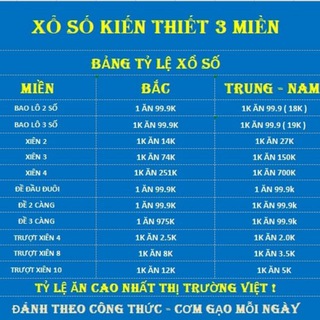 XỔ SỐ KIẾN THIẾT 3 MIỀN
BẢNG TỶ LỆ XỔ SỐ
MIỀN BẮC TRUNG - NAM
BAO LÔ 2 SỐ 1 ĂN 99.9K 1K ĂN 99.9 ( 18K )
BAO LÔ 3 SỐ 1K ĂN 99.9K 1K ĂN 99.9 ( 19K )
XIÊN 2 1K ĂN 14K 1K ĂN 27K
XIÊN 3 1K ĂN 74K 1K ĂN 150K
XIÊN 4 1K ĂN 251K 1K ĂN 700K
ĐỀ ĐẦU ĐUÔI 1 ĂN 99.9K 1K ĂN 99.9k
ĐỀ 2 CÀNG 1 ĂN 99.9K 1K ĂN 99.9K
ĐỀ 3 CÀNG 1 ĂN 975K 1K ĂN 99.9k
TRƯỢT XIÊN 4 1K ĂN 2.5K 1K ĂN 2.0K
TRƯỢT XIÊN 8 1K ĂN 8K 1K ĂN 3.5K
TRƯỢT XIÊN 10 1K ĂN 12K 1K ĂN 5K
TỶ LỆ ĂN CAO NHẤT THỊ TRƯỜNG VIỆT !
ĐÁNH THEO CÔNG THỨC - CƠM GẠO MỖI NGÀY